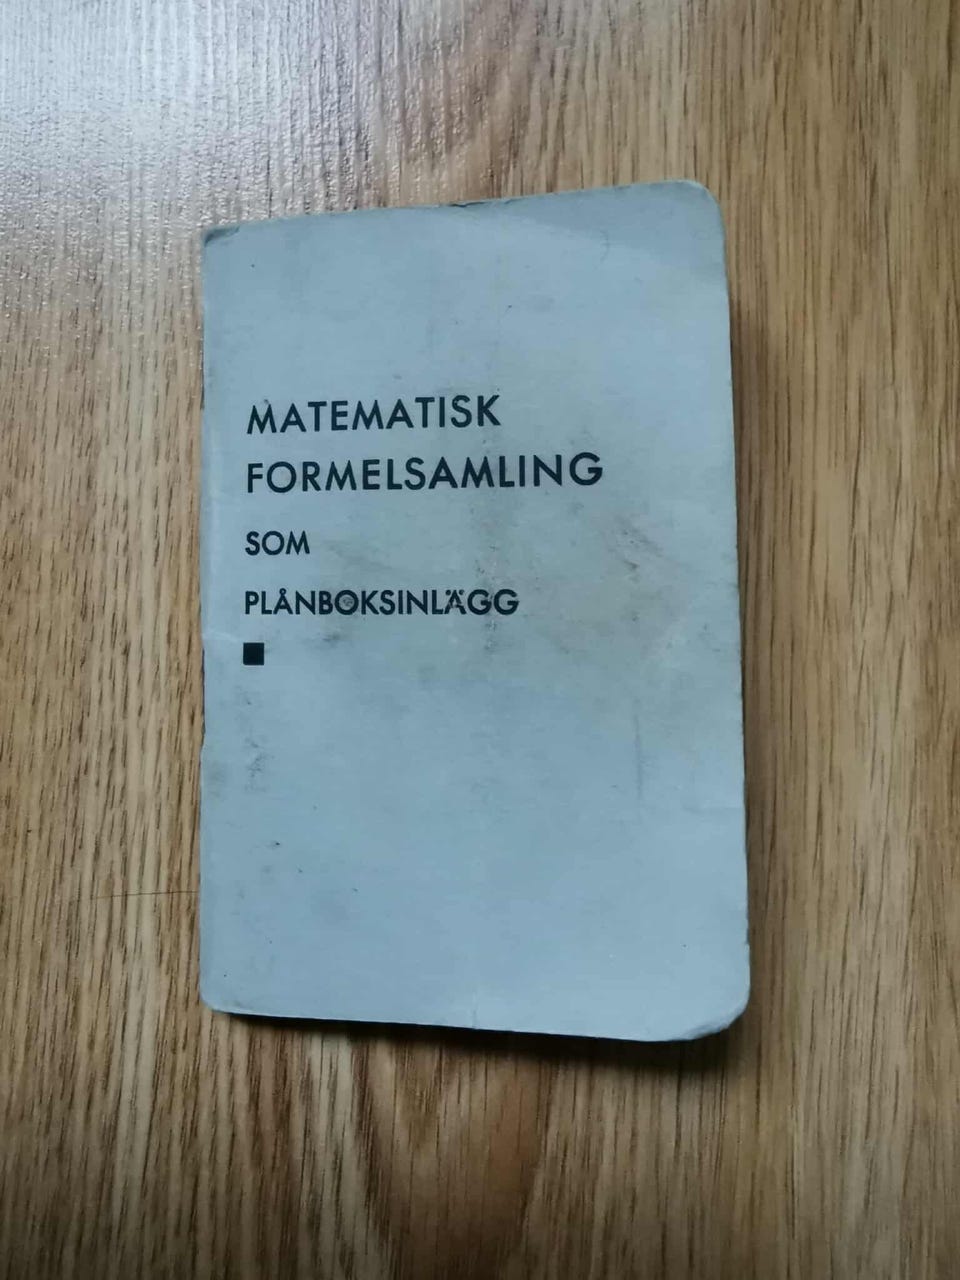 MATEMATISK
FORMELSAMLING
SOM
PLÅNBOKSINLÄGG